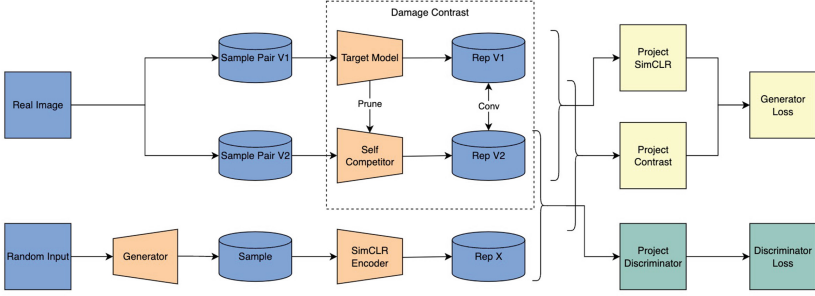 Damage Contrast
Real Image
Sample Pair V1
Target Model
Rep V1
Project
SimCLR
Generator
Loss
Prune
Conv
Sample Pair V2
Self
Competitor
Rep V2
Project
Contrast
Random Input
Generator
Sample
SimCLR
Encoder
Rep X
Project
Discriminator
Discriminator
Loss